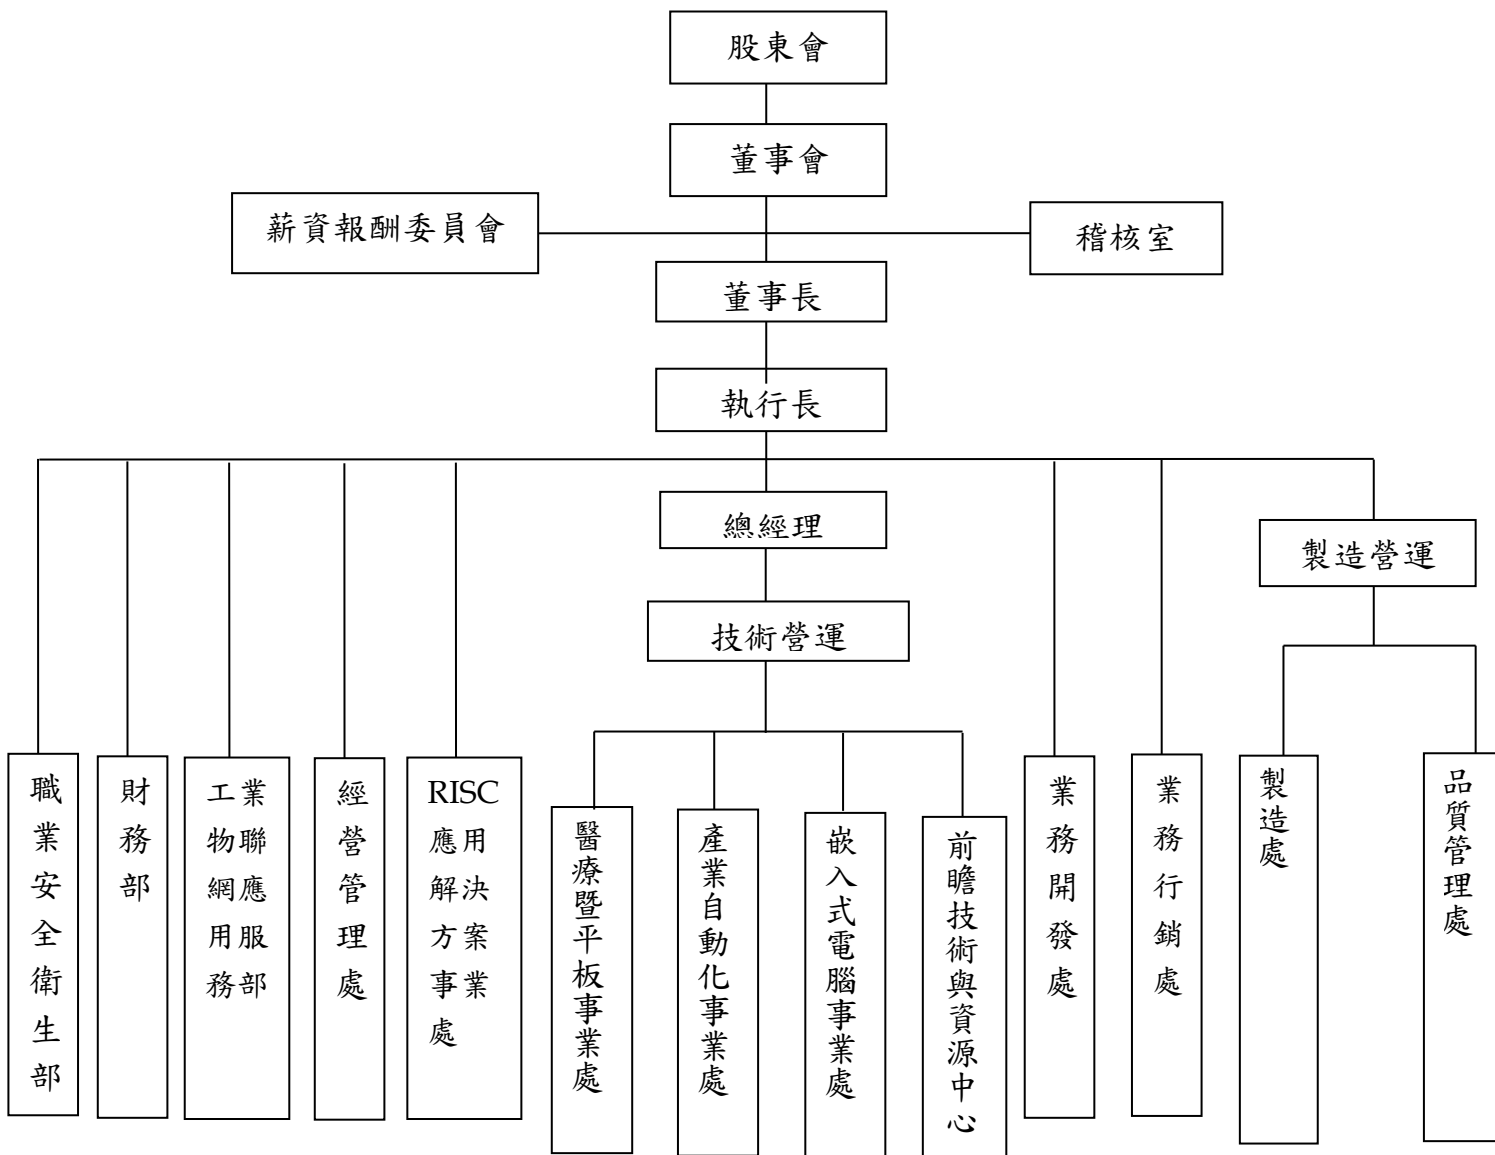 股東會
董事會
薪資報酬委員會
稽核室
董事長
執行長
總經理
製造營運
技術營運
職業安全衛生部
財務部
工業
物聯
網應
用服
務部
經營管理處
RISC
應用
解決
方案
事業
處
醫療暨平板事業處
產業自動化事業處
嵌入式電腦事業處
前瞻技術與資源中心
業務開發處
業務行銷處
製造處
品質管理處